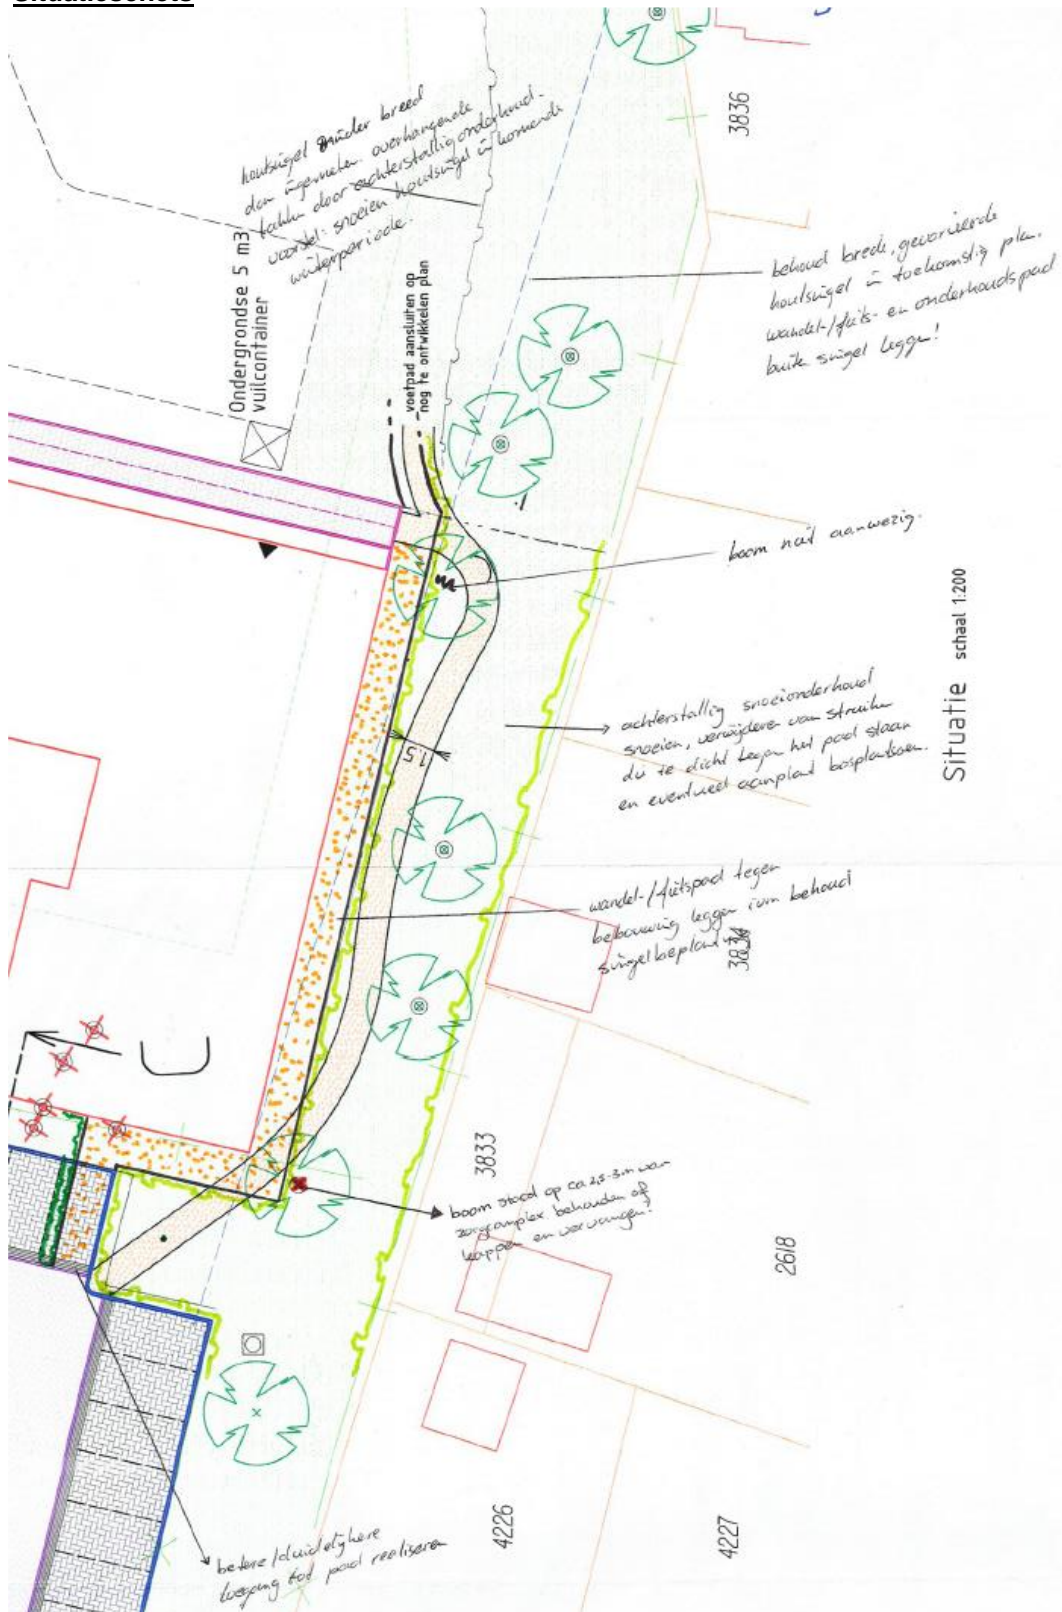 Situatieschets
3836
houtsingel minder breed
dan ingemeten. overhangende
takken door achterstallig onderhoud.
voorstel: snoeien houtsingel in komende
winterperiode.
Ondergrondse 5 m3
vuilcontainer
voetpad aansluiten op
nog te ontwikkelen plan
behoud brede, gevarieerde
houtsingel in toekomstig plan.
wandel-/fiets- en onderhoudspad
buiten singel leggen!
boom niet aanwezig.
Situatie schaal 1:200
achterstallig snoeionderhoud
snoeien, verwijderen van struiken
die te dicht tegen het pad staan
en eventueel aanplant bosplantsoen.
1.5
wandel-/fietspad tegen
bebouwing leggen ivm behoud
singelbeplanting
3834
3833
boom staat op ca 2,5-3m van
zorgcomplex. behouden of
kappen en vervangen?
2618
4226
4227
betere/duidelijkere
toegang tot pad realiseren